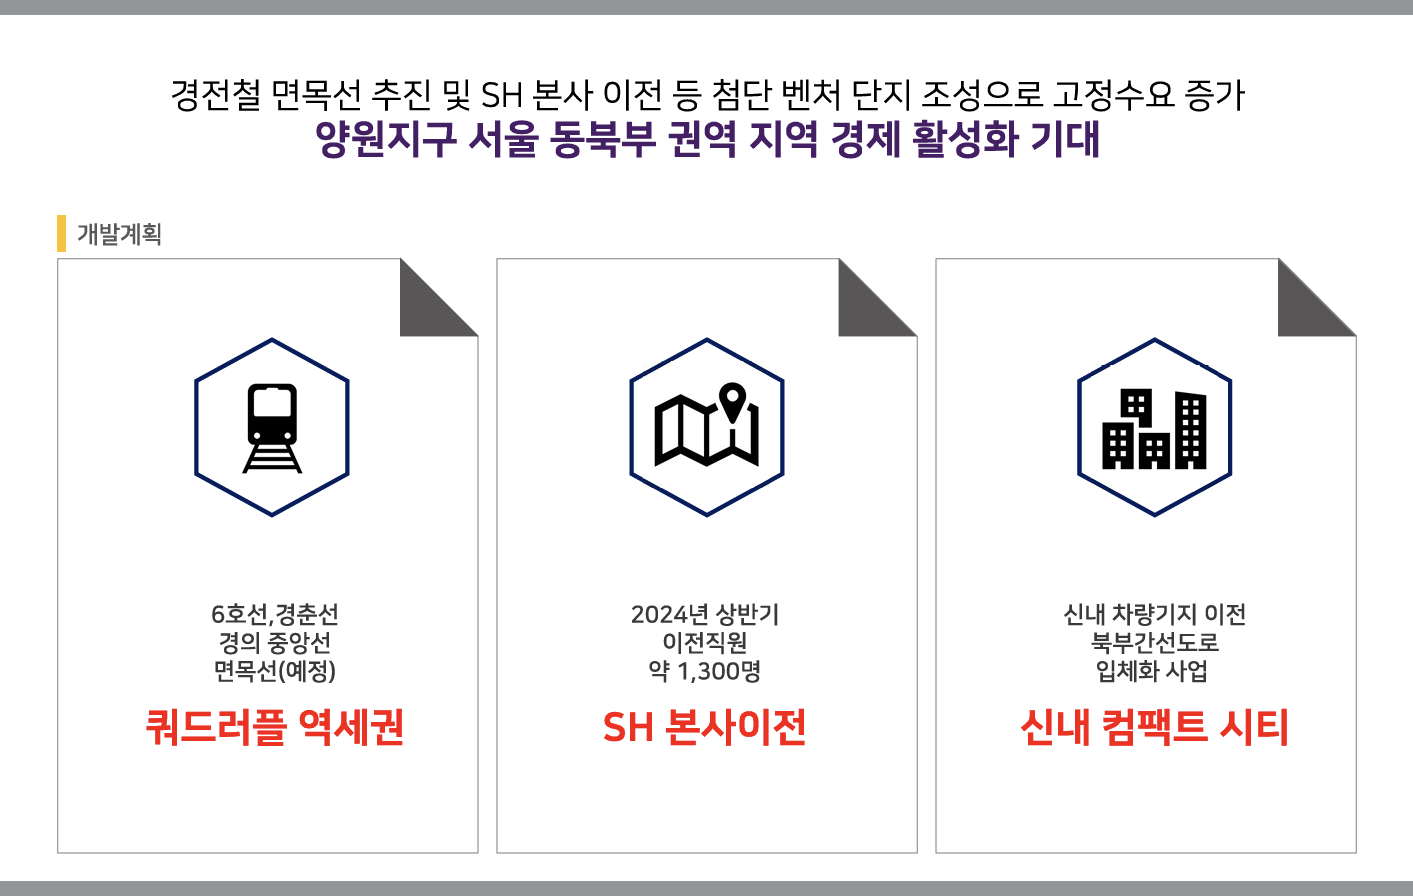 경전철 면목선 추진 및 SH 본사 이전 등 첨단 벤처 단지 조성으로 고정수요 증가
양원지구 서울 동북부 권역 지역 경제 활성화 기대
개발계획
6호선,경춘선
경의 중앙선
면목선(예정)
쿼드러플 역세권
2024년 상반기
이전직원
약 1,300명
SH 본사이전
신내 차량기지 이전
북부간선도로
입체화 사업
신내 컴팩트 시티